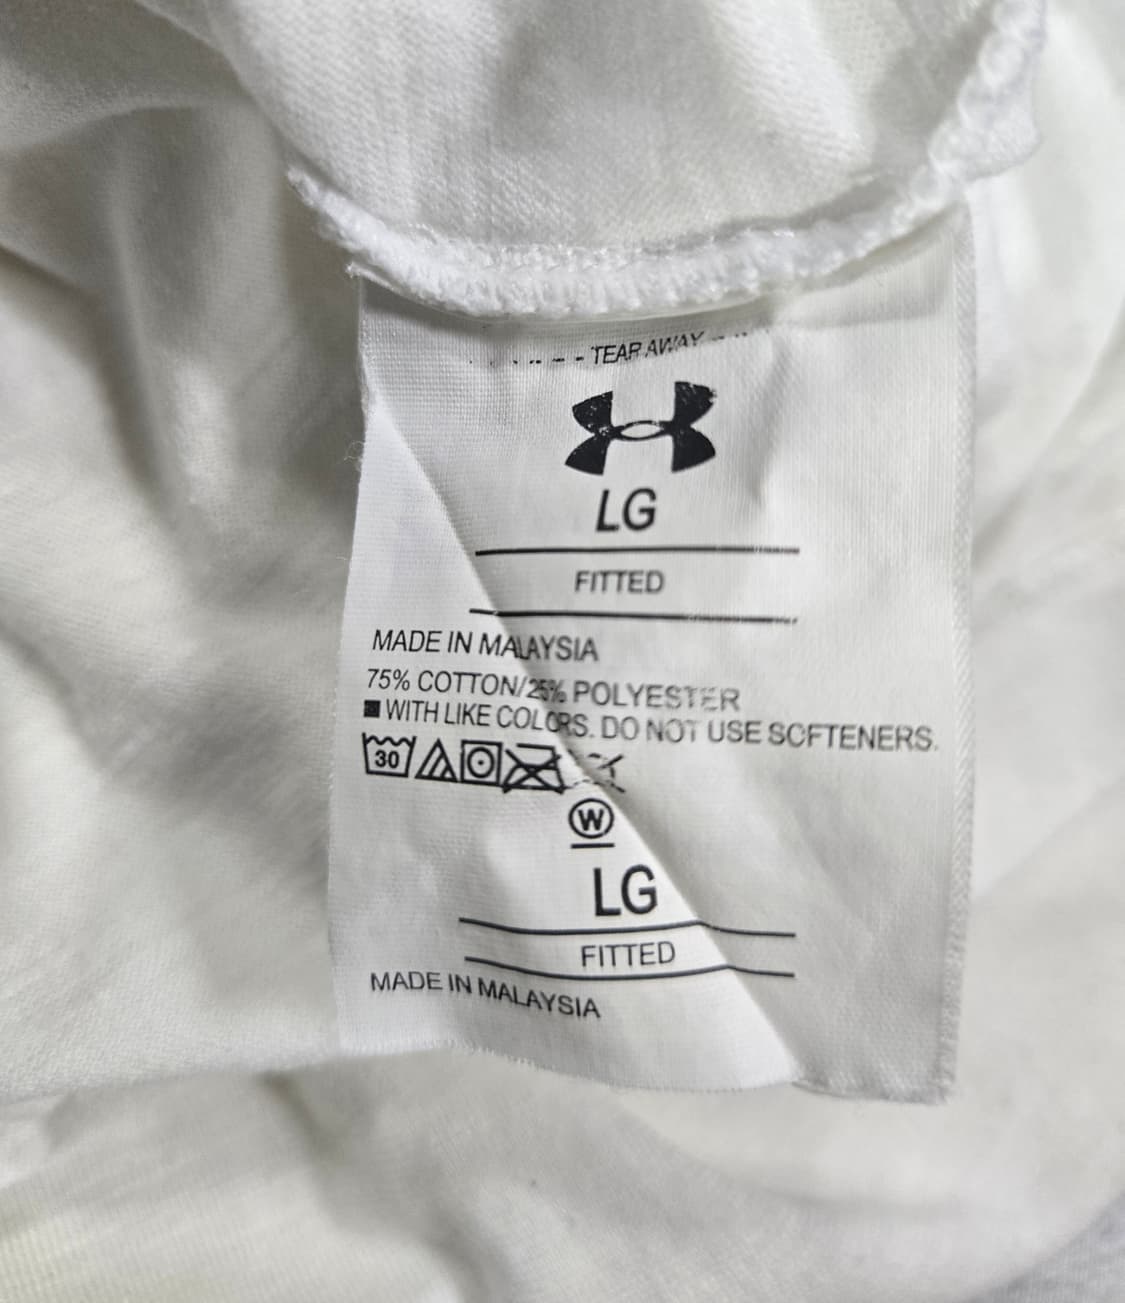 TEAR AWAY
LG
FITTED
MADE IN MALAYSIA
75% COTTON/25% POLYESTER
■ WITH LIKE COLORS. DO NOT USE SOFTENERS.
30
W
LG
FITTED
MADE IN MALAYSIA